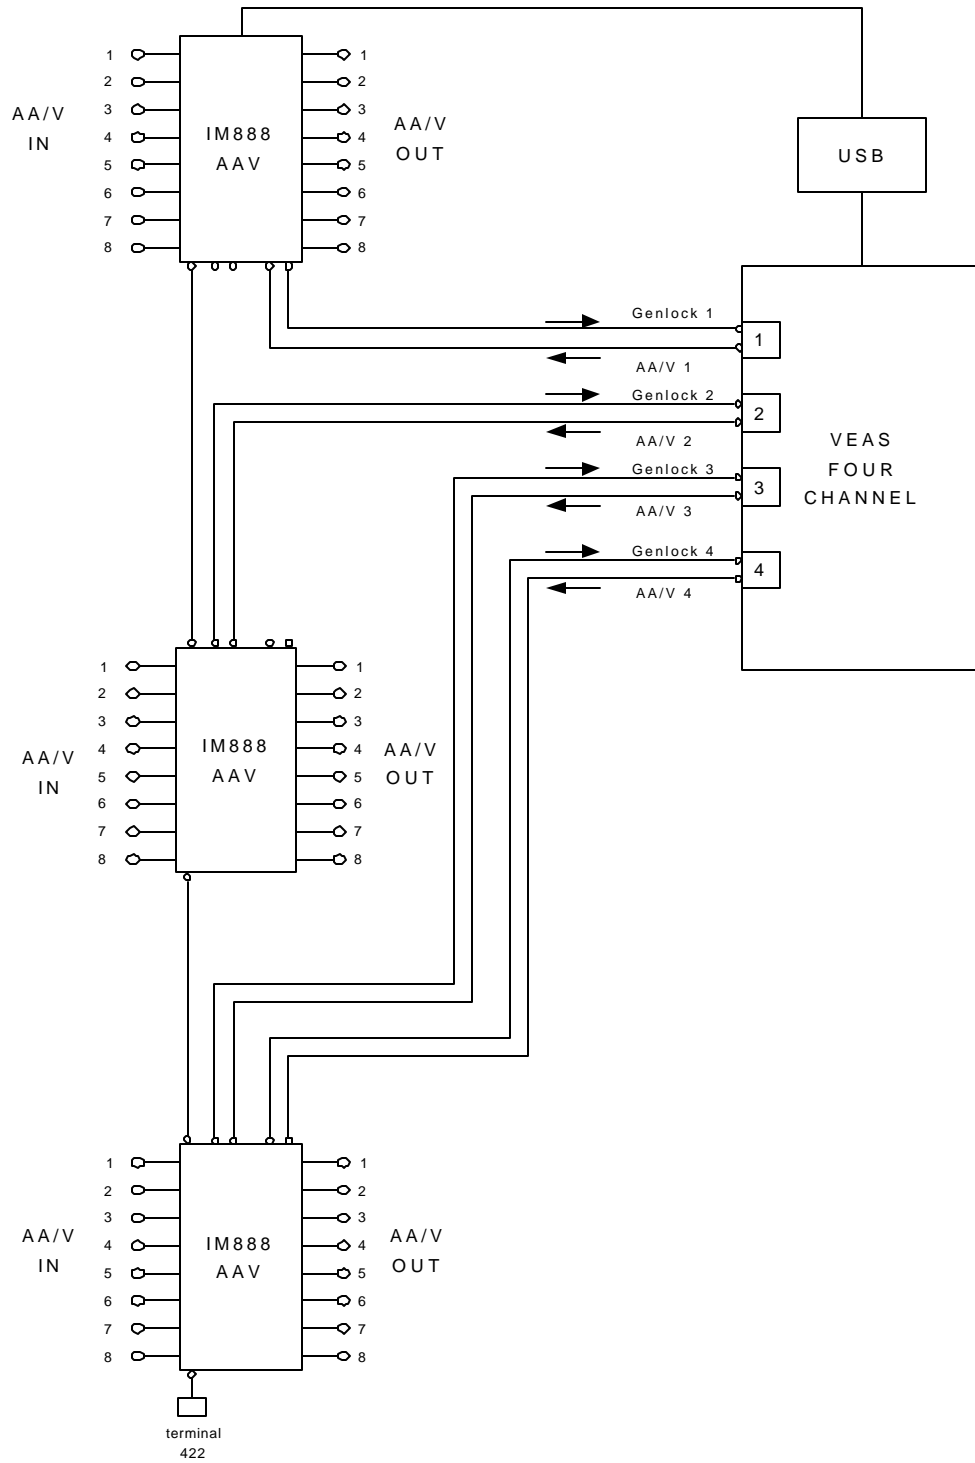 1
2
3
4
5
6
7
8
AA/V
IN
IM888
AAV
1
2
3
4
5
6
7
8
AA/V
OUT
USB
Genlock 1
AA/V 1
Genlock 2
AA/V 2
Genlock 3
AA/V 3
Genlock 4
AA/V 4
1
2
3
4
VEAS
FOUR
CHANNEL
1
2
3
4
5
6
7
8
AA/V
IN
IM888
AAV
1
2
3
4
5
6
7
8
AA/V
OUT
1
2
3
4
5
6
7
8
AA/V
IN
IM888
AAV
1
2
3
4
5
6
7
8
AA/V
OUT
terminal
422